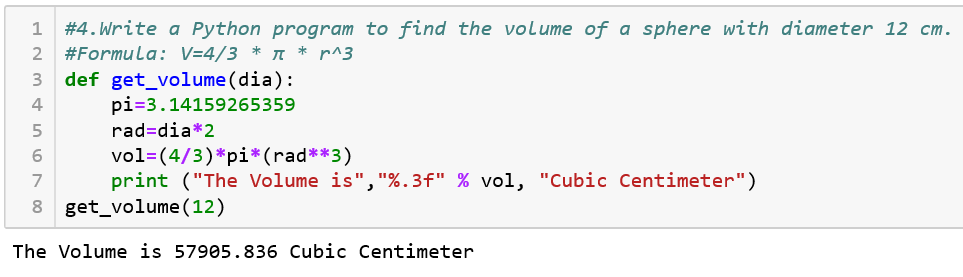 1 #4.Write a Python program to find the volume of a sphere with diameter 12 cm.
2 #Formula: V=4/3 * π * r^3
3 def get_volume(dia):
4     pi=3.14159265359
5     rad=dia*2
6     vol=(4/3)*pi*(rad**3)
7     print ("The Volume is","%.3f" % vol, "Cubic Centimeter")
8 get_volume(12)
The Volume is 57905.836 Cubic Centimeter